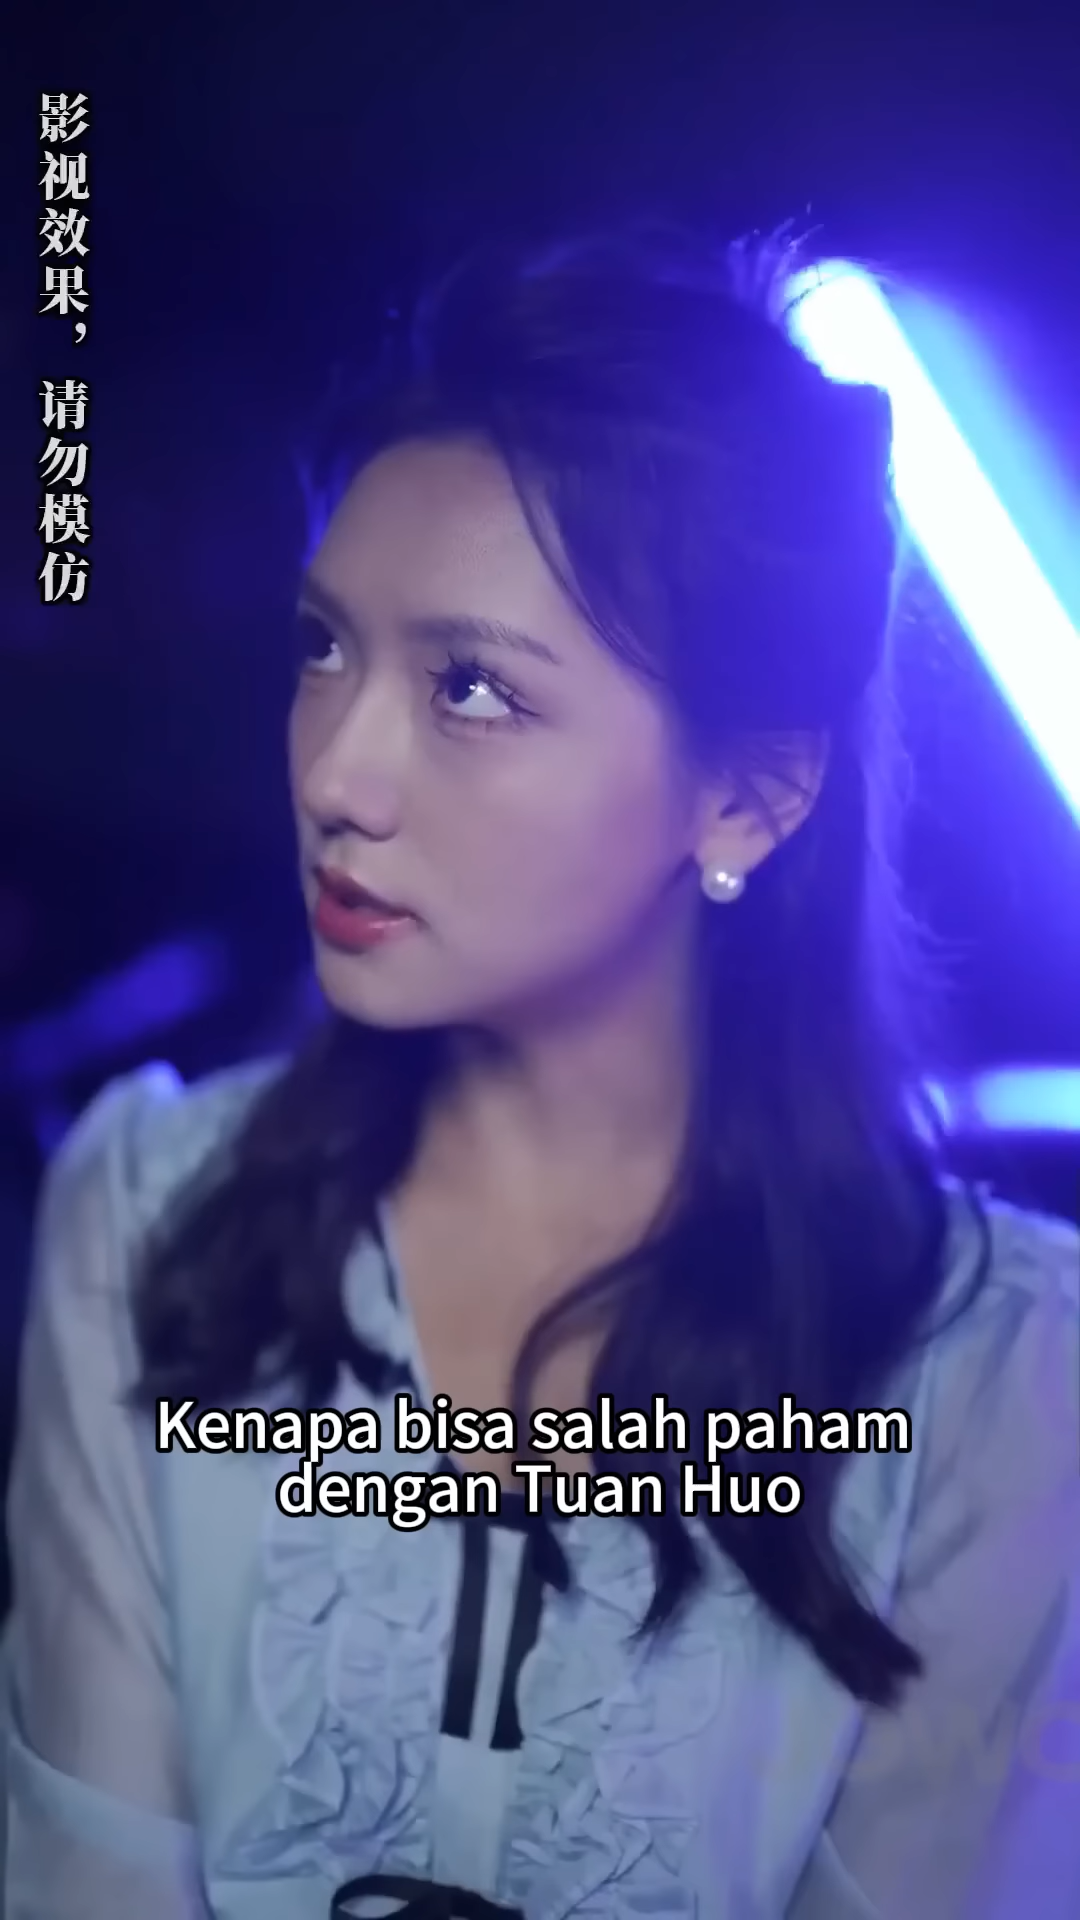 影视效果，请勿模仿
Kenapa bisa salah paham
dengan Tuan Huo